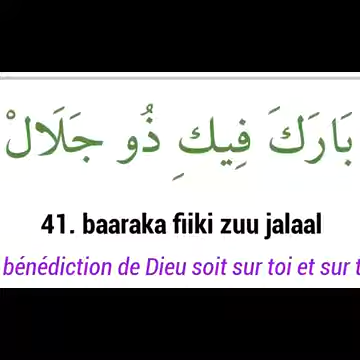 بَارَكَ فِيكِ ذُو جَلَالْ
41. baaraka fiiki zuu jalaal
bénédiction de Dieu soit sur toi et sur